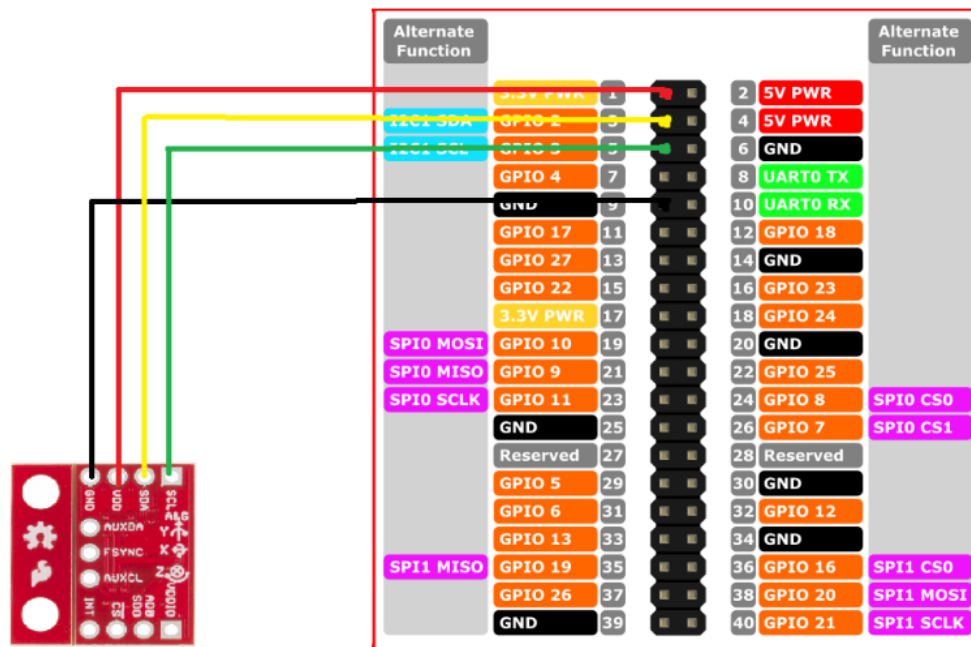 Alternate
Function
Alternate
Function
3.3V PWR 1 2 5V PWR
I2C1 SDA GPIO 2 3 4 5V PWR
I2C1 SCL GPIO 3 5 6 GND
GPIO 4 7 8 UART0 TX
GND 9 10 UART0 RX
GPIO 17 11 12 GPIO 18
GPIO 27 13 14 GND
GPIO 22 15 16 GPIO 23
3.3V PWR 17 18 GPIO 24
SPI0 MOSI GPIO 10 19 20 GND
SPI0 MISO GPIO 9 21 22 GPIO 25
SPI0 SCLK GPIO 11 23 24 GPIO 8 SPI0 CS0
GND 25 26 GPIO 7 SPI0 CS1
Reserved 27 28 Reserved
GPIO 5 29 30 GND
GPIO 6 31 32 GPIO 12
GPIO 13 33 34 GND
SPI1 MISO GPIO 19 35 36 GPIO 16 SPI1 CS0
GPIO 26 37 38 GPIO 20 SPI1 MOSI
GND 39 40 GPIO 21 SPI1 SCLK
GND
VDD
SDA
SCL
ALG
AUXDA
Y
FSYNC
X
AUXCL
Z
INT
CS
SDO
AD0
VDDIO